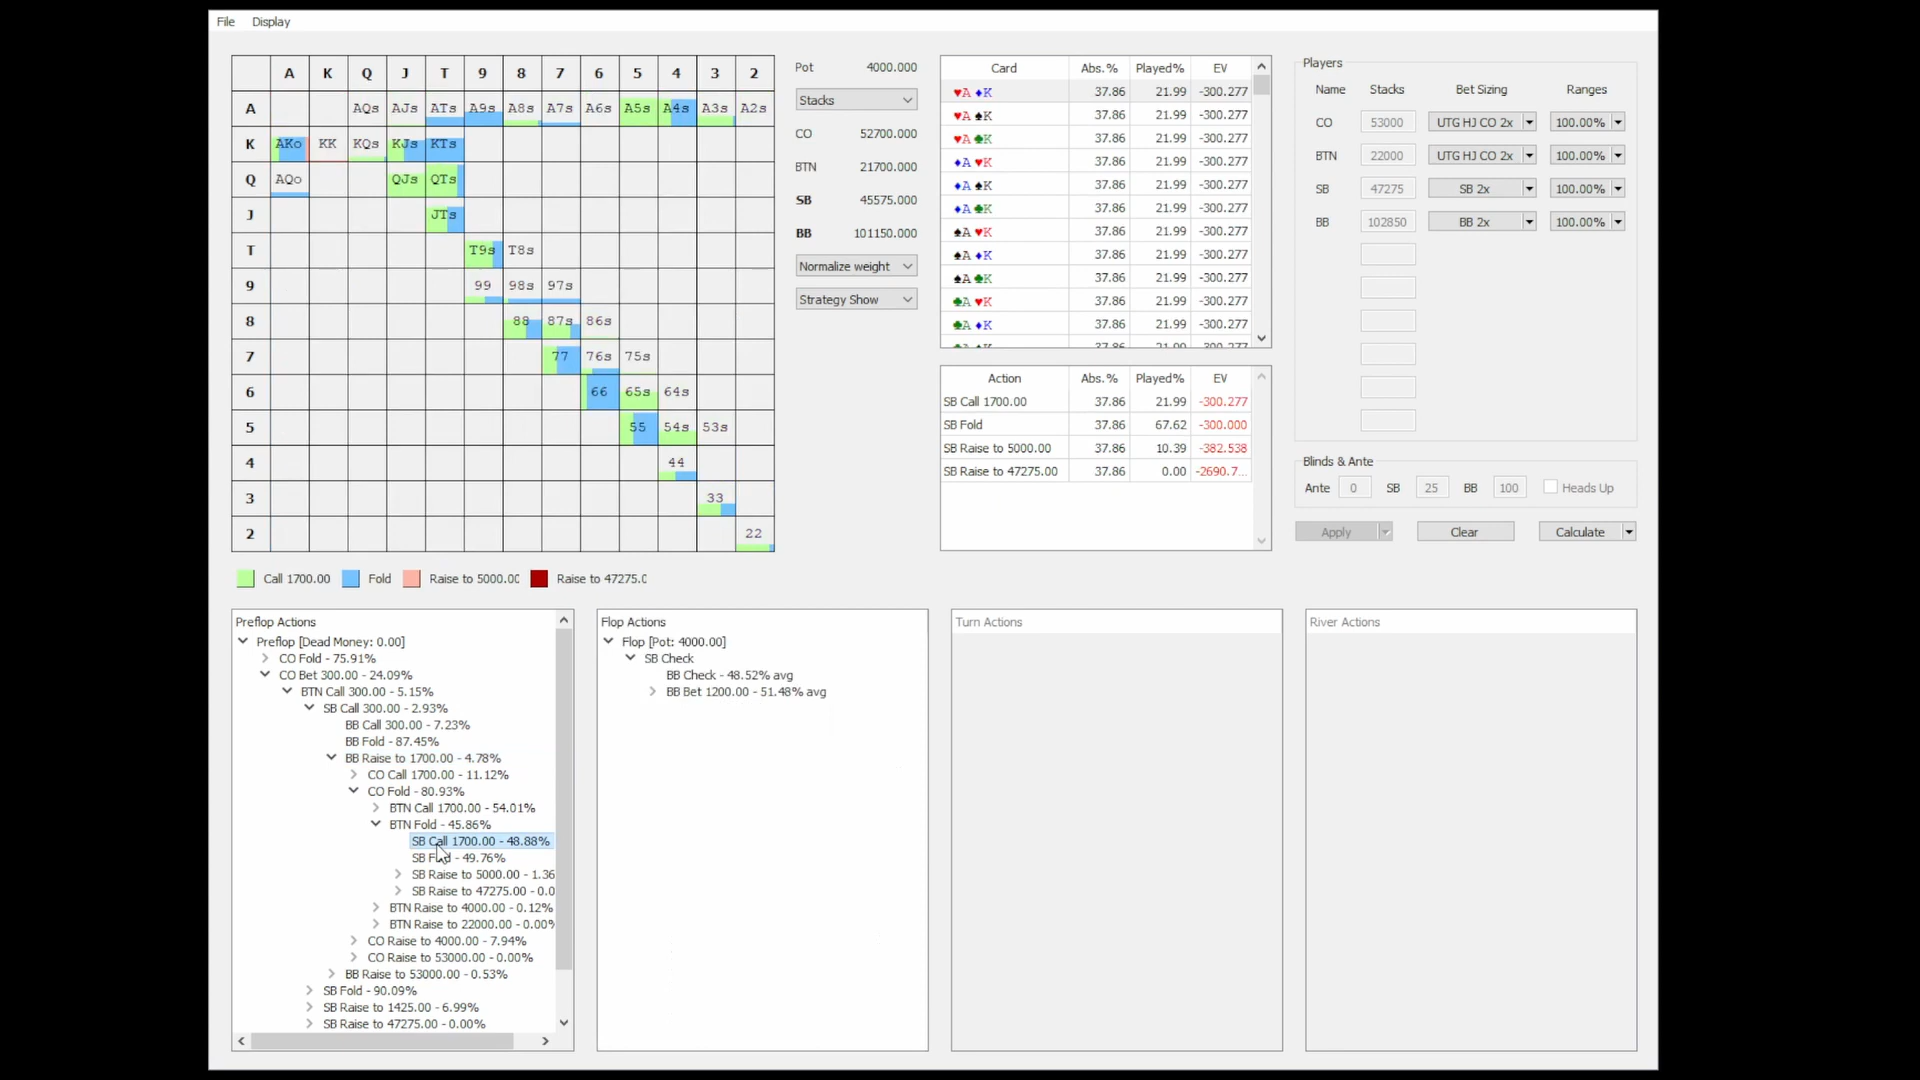 File Display
A K Q J T 9 8 7 6 5 4 3 2
A AQs AJs ATs A9s A8s A7s A6s A5s A4s A3s A2s
K AKo KK KQs KJs KTs
Q AQo QJs QTs
J JTs
T T9s T8s
9 99 98s 97s
8 88 87s 86s
7 77 76s 75s
6 66 65s 64s
5 55 54s 53s
4 44
3 33
2 22
Call 1700.00 Fold Raise to 5000.00 Raise to 47275.0
Pot 4000.000
Stacks
CO 52700.000
BTN 21700.000
SB 45575.000
BB 101150.000
Normalize weight
Strategy Show
Card Abs.% Played% EV
♥A ♦K 37.86 21.99 -300.277
♥A ♠K 37.86 21.99 -300.277
♥A ♣K 37.86 21.99 -300.277
♦A ♥K 37.86 21.99 -300.277
♦A ♠K 37.86 21.99 -300.277
♦A ♣K 37.86 21.99 -300.277
♠A ♥K 37.86 21.99 -300.277
♠A ♦K 37.86 21.99 -300.277
♠A ♣K 37.86 21.99 -300.277
♣A ♥K 37.86 21.99 -300.277
♣A ♦K 37.86 21.99 -300.277
♣A ♠K 37.86 21.99 -300.277
Action Abs.% Played% EV
SB Call 1700.00 37.86 21.99 -300.277
SB Fold 37.86 67.62 -300.000
SB Raise to 5000.00 37.86 10.39 -382.538
SB Raise to 47275.00 37.86 0.00 -2690.7...
Players
Name Stacks Bet Sizing Ranges
CO 53000 UTG HJ CO 2x 100.00%
BTN 22000 UTG HJ CO 2x 100.00%
SB 47275 SB 2x 100.00%
BB 102850 BB 2x 100.00%
Blinds & Ante
Ante 0 SB 25 BB 100 Heads Up
Apply Clear Calculate
Preflop Actions
Preflop [Dead Money: 0.00]
CO Fold - 75.91%
CO Bet 300.00 - 24.09%
BTN Call 300.00 - 5.15%
SB Call 300.00 - 2.93%
BB Call 300.00 - 7.23%
BB Fold - 87.45%
BB Raise to 1700.00 - 4.78%
CO Call 1700.00 - 11.12%
CO Fold - 80.93%
BTN Call 1700.00 - 54.01%
BTN Fold - 45.86%
SB Call 1700.00 - 48.88%
SB Fold - 49.76%
SB Raise to 5000.00 - 1.36
SB Raise to 47275.00 - 0.0
BTN Raise to 4000.00 - 0.12%
BTN Raise to 22000.00 - 0.00%
CO Raise to 4000.00 - 7.94%
CO Raise to 53000.00 - 0.00%
BB Raise to 53000.00 - 0.53%
SB Fold - 90.09%
SB Raise to 1425.00 - 6.99%
SB Raise to 47275.00 - 0.00%
Flop Actions
Flop [Pot: 4000.00]
SB Check
BB Check - 48.52% avg
BB Bet 1200.00 - 51.48% avg
Turn Actions
River Actions